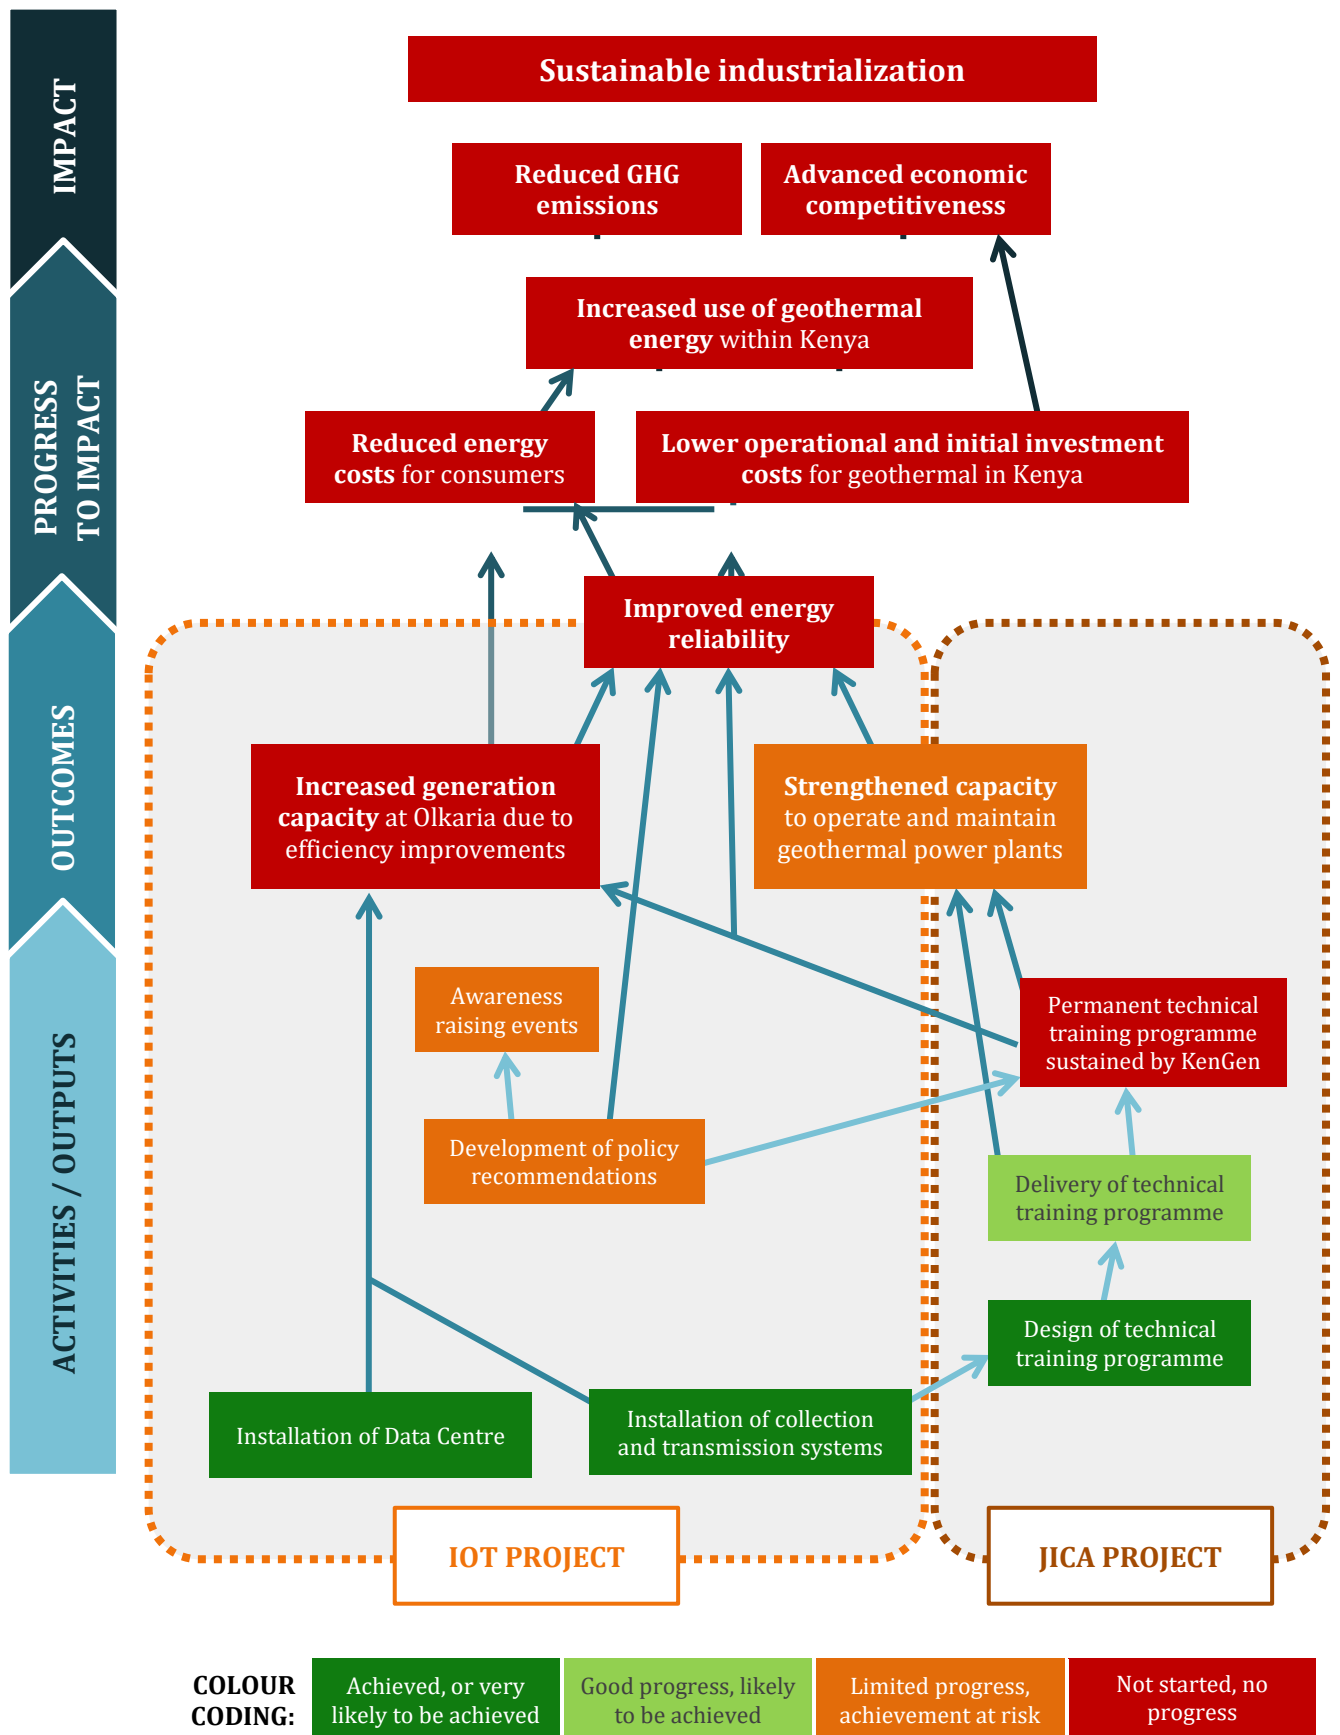 IMPACT
Sustainable industrialization
Reduced GHG
emissions
Advanced economic
competitiveness
PROGRESS
TO IMPACT
Increased use of geothermal
energy within Kenya
Reduced energy
costs for consumers
Lower operational and initial investment
costs for geothermal in Kenya
OUTCOMES
Improved energy
reliability
Increased generation
capacity at Olkaria due to
efficiency improvements
Strengthened capacity
to operate and maintain
geothermal power plants
ACTIVITIES / OUTPUTS
Awareness
raising events
Permanent technical
training programme
sustained by KenGen
Development of policy
recommendations
Delivery of technical
training programme
Design of technical
training programme
Installation of Data Centre
Installation of collection
and transmission systems
IOT PROJECT
JICA PROJECT
COLOUR
CODING:
Achieved, or very
likely to be achieved
Good progress, likely
to be achieved
Limited progress,
achievement at risk
Not started, no
progress